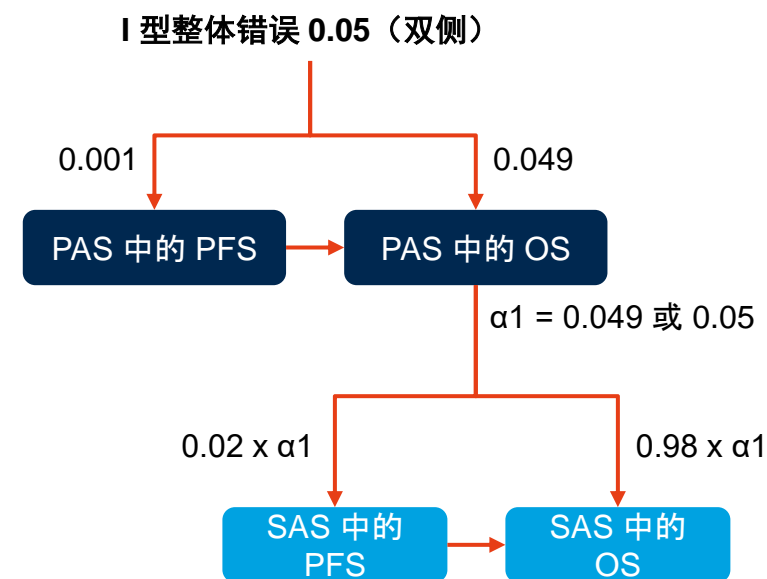 I 型整体错误 0.05（双侧）
0.001
0.049
PAS 中的 PFS
PAS 中的 OS
α1 = 0.049 或 0.05
0.02 x α1
0.98 x α1
SAS 中的
PFS
SAS 中的
OS